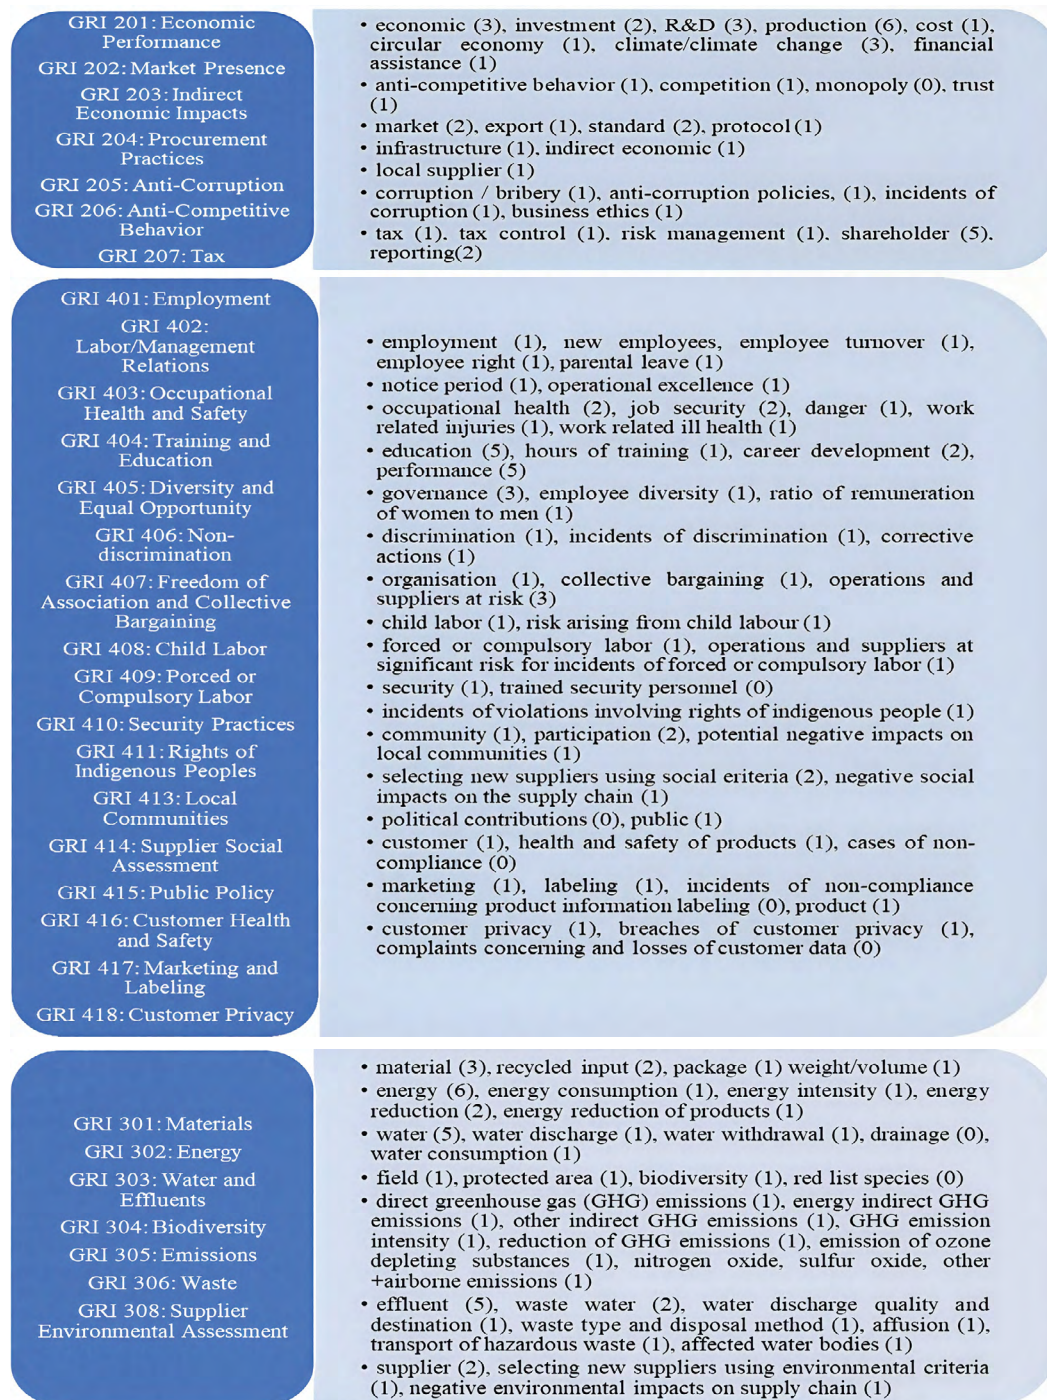 GRI 201: Economic
Performance
GRI 202: Market Presence
GRI 203: Indirect
Economic Impacts
GRI 204: Procurement
Practices
GRI 205: Anti-Corruption
GRI 206: Anti-Competitive
Behavior
GRI 207: Tax
• economic (3), investment (2), R&D (3), production (6), cost (1),
circular economy (1), climate/climate change (3), financial
assistance (1)
• anti-competitive behavior (1), competition (1), monopoly (0), trust
(1)
• market (2), export (1), standard (2), protocol (1)
• infrastructure (1), indirect economic (1)
• local supplier (1)
• corruption / bribery (1), anti-corruption policies, (1), incidents of
corruption (1), business ethics (1)
• tax (1), tax control (1), risk management (1), shareholder (5),
reporting(2)
GRI 401: Employment
GRI 402:
Labor/Management
Relations
GRI 403: Occupational
Health and Safety
GRI 404: Training and
Education
GRI 405: Diversity and
Equal Opportunity
GRI 406: Non-
discrimination
GRI 407: Freedom of
Association and Collective
Bargaining
GRI 408: Child Labor
GRI 409: Porced or
Compulsory Labor
GRI 410: Security Practices
GRI 411: Rights of
Indigenous Peoples
GRI 413: Local
Communities
GRI 414: Supplier Social
Assessment
GRI 415: Public Policy
GRI 416: Customer Health
and Safety
GRI 417: Marketing and
Labeling
GRI 418: Customer Privacy
• employment (1), new employees, employee turnover (1),
employee right (1), parental leave (1)
• notice period (1), operational excellence (1)
• occupational health (2), job security (2), danger (1), work
related injuries (1), work related ill health (1)
• education (5), hours of training (1), career development (2),
performance (5)
• governance (3), employee diversity (1), ratio of remuneration
of women to men (1)
• discrimination (1), incidents of discrimination (1), corrective
actions (1)
• organisation (1), collective bargaining (1), operations and
suppliers at risk (3)
• child labor (1), risk arising from child labour (1)
• forced or compulsory labor (1), operations and suppliers at
significant risk for incidents of forced or compulsory labor (1)
• security (1), trained security personnel (0)
• incidents of violations involving rights of indigenous people (1)
• community (1), participation (2), potential negative impacts on
local communities (1)
• selecting new suppliers using social eriteria (2), negative social
impacts on the supply chain (1)
• political contributions (0), public (1)
• customer (1), health and safety of products (1), cases of non-
compliance (0)
• marketing (1), labeling (1), incidents of non-compliance
concerning product information labeling (0), product (1)
• customer privacy (1), breaches of customer privacy (1),
complaints concerning and losses of customer data (0)
GRI 301: Materials
GRI 302: Energy
GRI 303: Water and
Effluents
GRI 304: Biodiversity
GRI 305: Emissions
GRI 306: Waste
GRI 308: Supplier
Environmental Assessment
• material (3), recycled input (2), package (1) weight/volume (1)
• energy (6), energy consumption (1), energy intensity (1), energy
reduction (2), energy reduction of products (1)
• water (5), water discharge (1), water withdrawal (1), drainage (0),
water consumption (1)
• field (1), protected area (1), biodiversity (1), red list species (0)
• direct greenhouse gas (GHG) emissions (1), energy indirect GHG
emissions (1), other indirect GHG emissions (1), GHG emission
intensity (1), reduction of GHG emissions (1), emission of ozone
depleting substances (1), nitrogen oxide, sulfur oxide, other
+airborne emissions (1)
• effluent (5), waste water (2), water discharge quality and
destination (1), waste type and disposal method (1), affusion (1),
transport of hazardous waste (1), affected water bodies (1)
• supplier (2), selecting new suppliers using environmental criteria
(1), negative environmental impacts on supply chain (1)